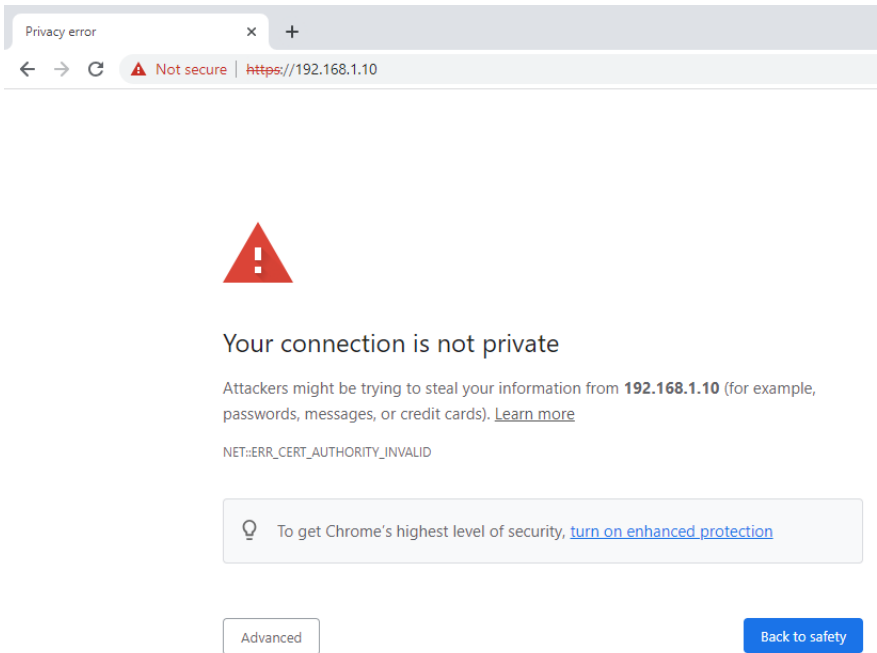 Privacy error
Not secure | https://192.168.1.10
Your connection is not private
Attackers might be trying to steal your information from 192.168.1.10 (for example,
passwords, messages, or credit cards). Learn more
NET::ERR_CERT_AUTHORITY_INVALID
To get Chrome's highest level of security, turn on enhanced protection
Advanced
Back to safety